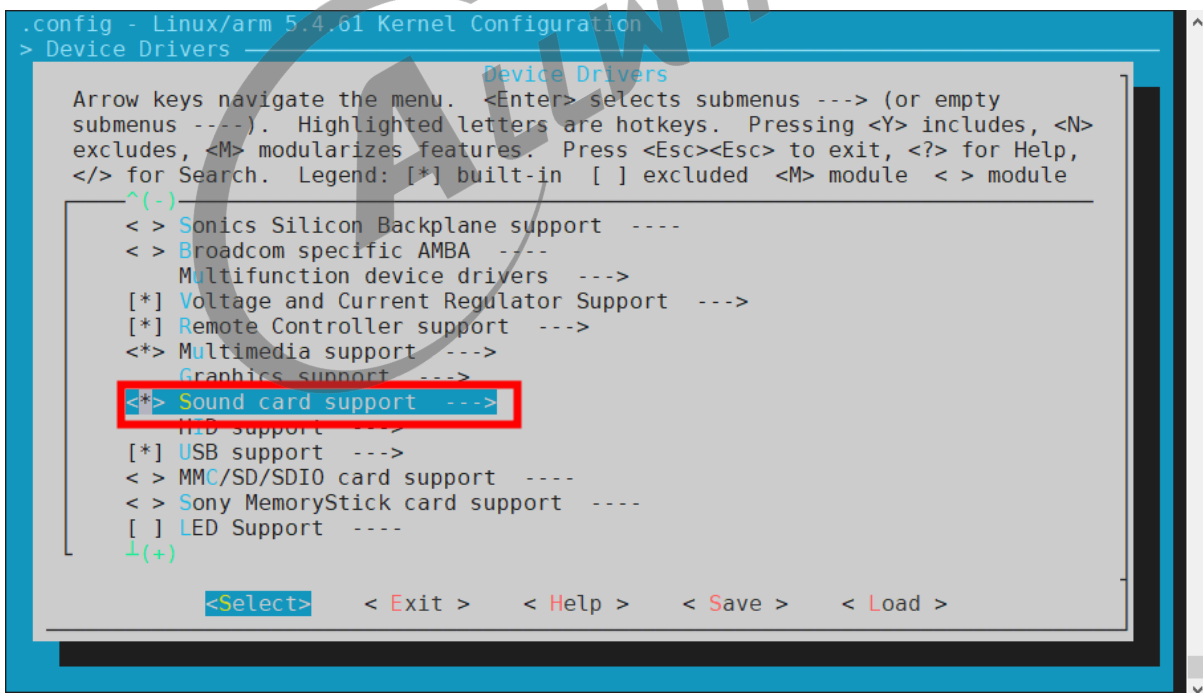 .config - Linux/arm 5.4.61 Kernel Configuration
> Device Drivers
Device Drivers
Arrow keys navigate the menu.  <Enter> selects submenus ---> (or empty
submenus ----).  Highlighted letters are hotkeys.  Pressing <Y> includes, <N>
excludes, <M> modularizes features.  Press <Esc><Esc> to exit, <?> for Help,
</> for Search.  Legend: [*] built-in  [ ] excluded  <M> module  < > module
^(-)
< > Sonics Silicon Backplane support  ----
< > Broadcom specific AMBA  ----
Multifunction device drivers  --->
[*] Voltage and Current Regulator Support  --->
[*] Remote Controller support  --->
<*> Multimedia support  --->
Graphics support  --->
<*> Sound card support  --->
HID support  --->
[*] USB support  --->
< > MMC/SD/SDIO card support  ----
< > Sony MemoryStick card support  ----
[ ] LED Support  ----
┴(+)
<Select>    < Exit >    < Help >    < Save >    < Load >